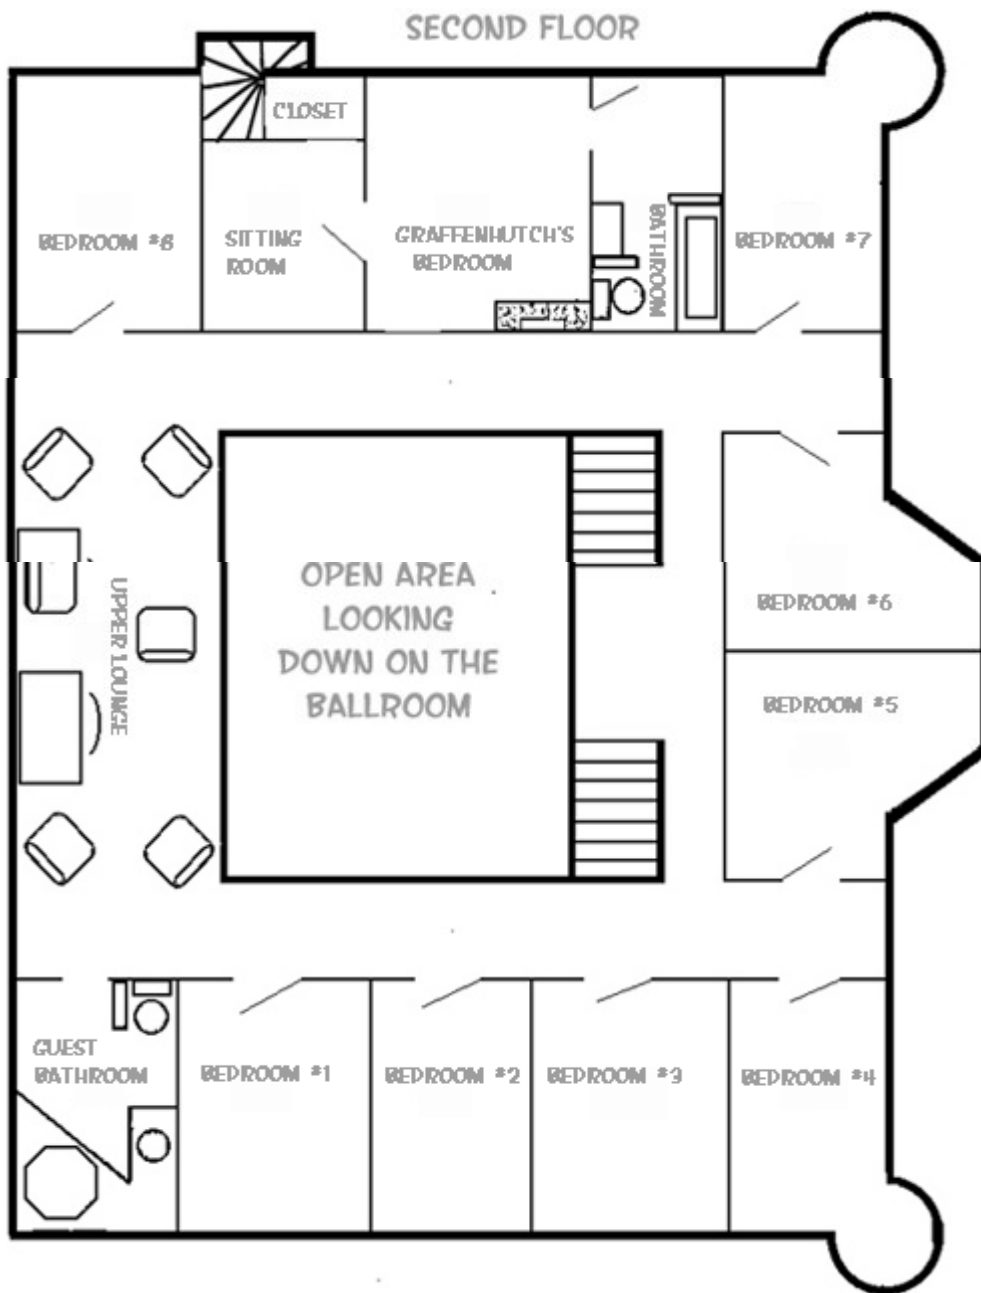 SECOND FLOOR
CLOSET
BEDROOM #8
SITTING
ROOM
GRAFFENHUTCH'S
BEDROOM
BATHROOM
BEDROOM #7
OPEN AREA
LOOKING
DOWN ON THE
BALLROOM
UPPER LOUNGE
BEDROOM #6
BEDROOM #5
GUEST
BATHROOM
BEDROOM #1
BEDROOM #2
BEDROOM #3
BEDROOM #4